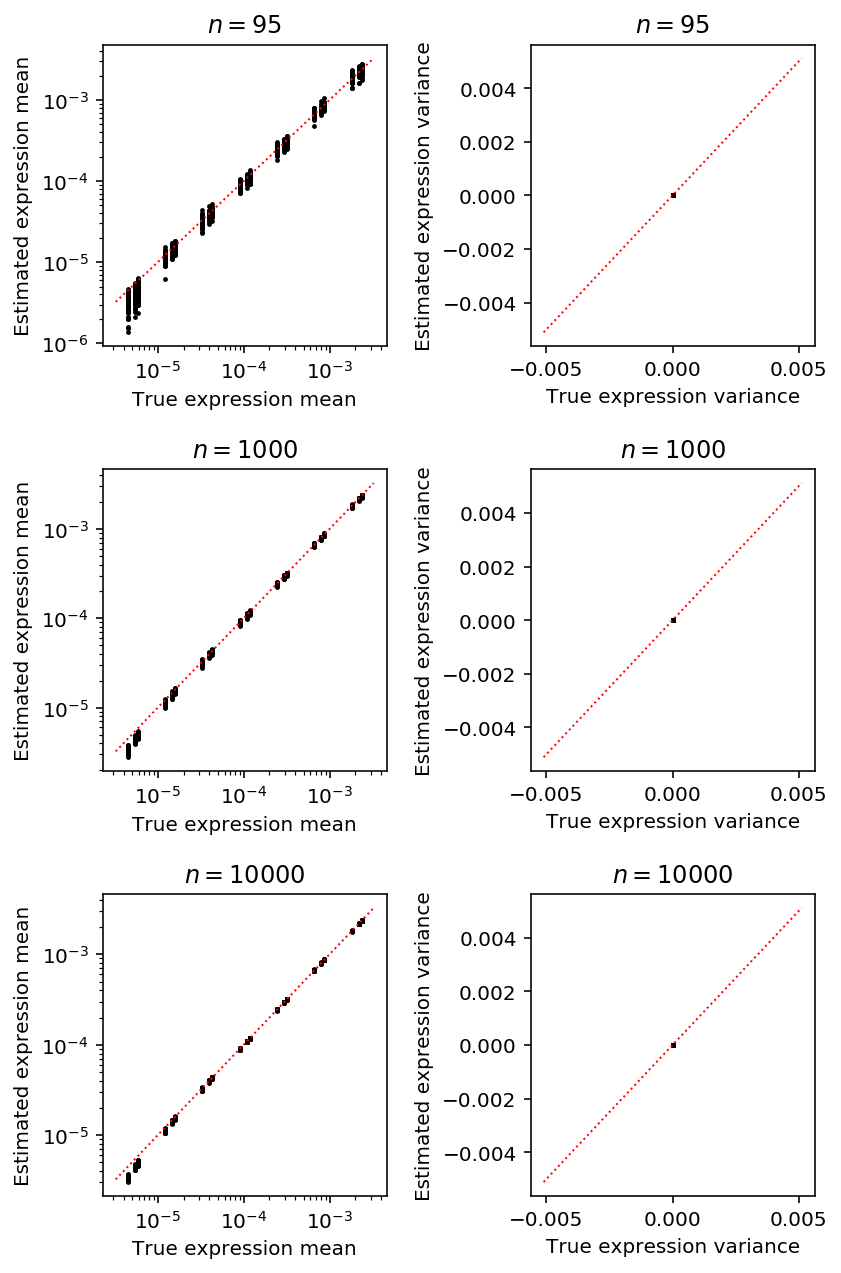 n = 95
Estimated expression mean
10⁻³
10⁻⁴
10⁻⁵
10⁻⁶
10⁻⁵ 10⁻⁴ 10⁻³
True expression mean
n = 95
Estimated expression variance
0.004
0.002
0.000
−0.002
−0.004
−0.005 0.000 0.005
True expression variance
n = 1000
Estimated expression mean
10⁻³
10⁻⁴
10⁻⁵
10⁻⁵ 10⁻⁴ 10⁻³
True expression mean
n = 1000
Estimated expression variance
0.004
0.002
0.000
−0.002
−0.004
−0.005 0.000 0.005
True expression variance
n = 10000
Estimated expression mean
10⁻³
10⁻⁴
10⁻⁵
10⁻⁵ 10⁻⁴ 10⁻³
True expression mean
n = 10000
Estimated expression variance
0.004
0.002
0.000
−0.002
−0.004
−0.005 0.000 0.005
True expression variance